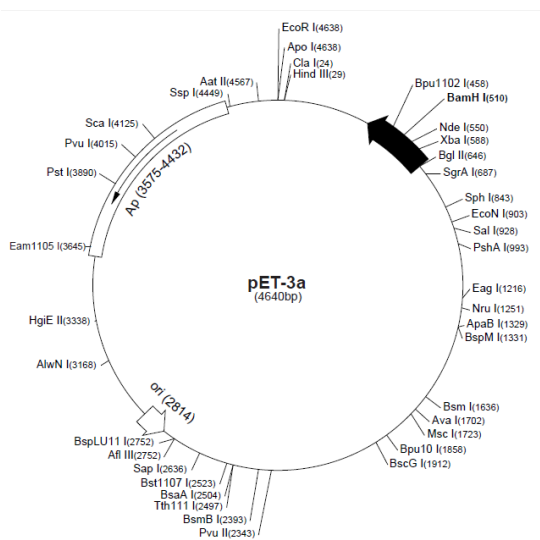 EcoR I(4638)
Apo I(4638)
Cla I(24)
Hind III(29)
Bpu1102 I(458)
BamH I(510)
Nde I(550)
Xba I(588)
Bgl II(646)
SgrA I(687)
Sph I(843)
EcoN I(903)
Sal I(928)
PshA I(993)
Eag I(1216)
Nru I(1251)
ApaB I(1329)
BspM I(1331)
Bsm I(1636)
Ava I(1702)
Msc I(1723)
Bpu10 I(1858)
BscG I(1912)
Pvu II(2343)
BsmB I(2393)
Tth111 I(2497)
BsaA I(2504)
Bst1107 I(2523)
Sap I(2636)
Afl III(2752)
BspLU11 I(2752)
ori (2814)
AlwN I(3168)
HgiE II(3338)
Eam1105 I(3645)
Ap (3575-4432)
Pst I(3890)
Pvu I(4015)
Sca I(4125)
Ssp I(4449)
Aat II(4567)
pET-3a
(4640bp)